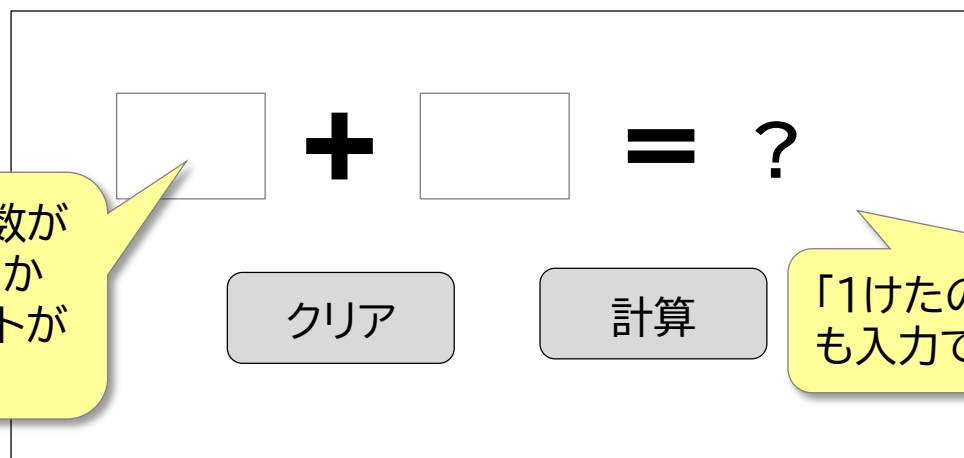 + = ?
数が
か
トが
クリア
計算
「1けたの
も入力で